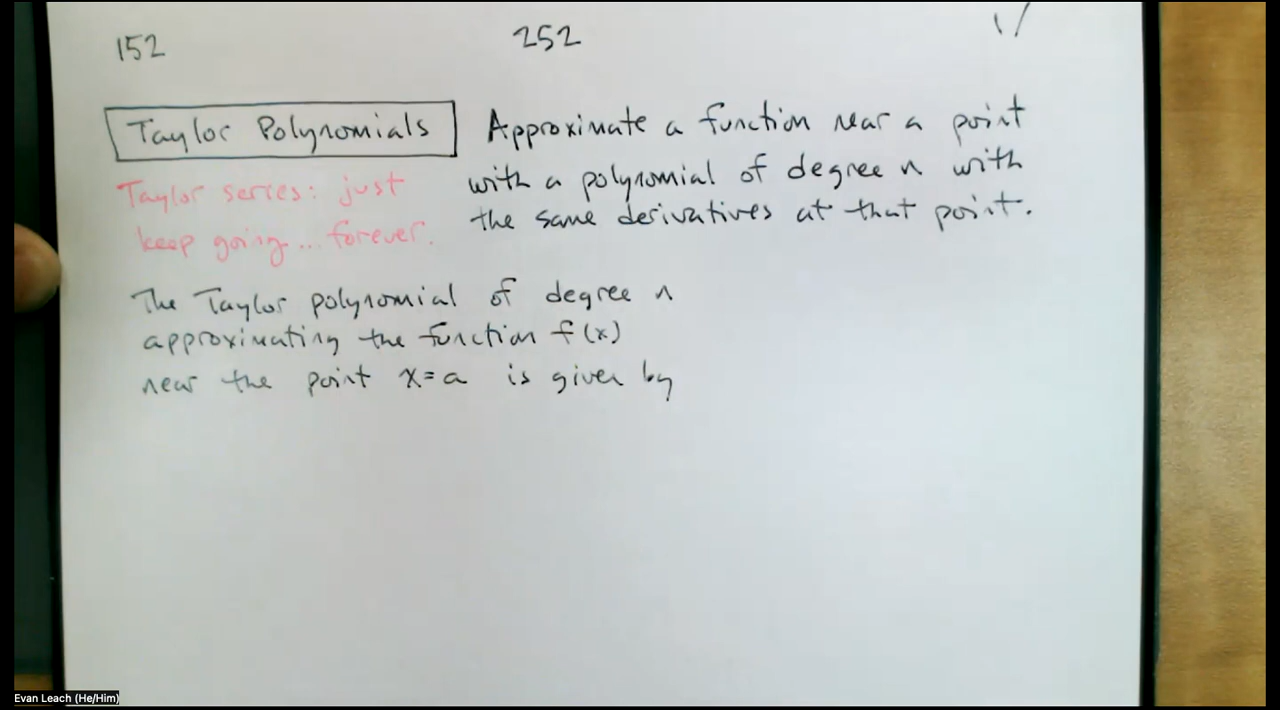 152 252 1/
Taylor Polynomials
Approximate a function near a point
with a polynomial of degree n with
the same derivatives at that point.
Taylor series: just
keep going... forever.
The Taylor polynomial of degree n
approximating the function f(x)
near the point x=a is given by
Evan Leach (He/Him)